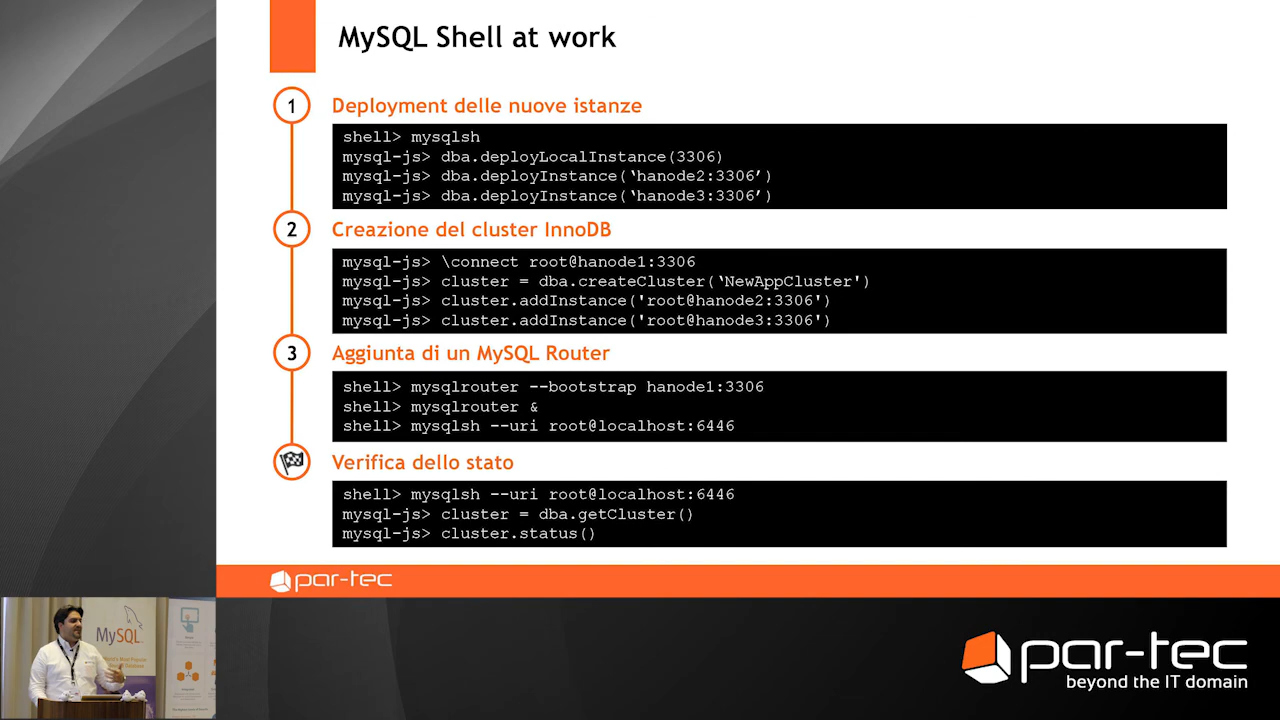 MySQL Shell at work
1 Deployment delle nuove istanze
shell> mysqlsh
mysql-js> dba.deployLocalInstance(3306)
mysql-js> dba.deployInstance(‘hanode2:3306’)
mysql-js> dba.deployInstance(‘hanode3:3306’)
2 Creazione del cluster InnoDB
mysql-js> \connect root@hanode1:3306
mysql-js> cluster = dba.createCluster(‘NewAppCluster')
mysql-js> cluster.addInstance('root@hanode2:3306')
mysql-js> cluster.addInstance('root@hanode3:3306')
3 Aggiunta di un MySQL Router
shell> mysqlrouter --bootstrap hanode1:3306
shell> mysqlrouter &
shell> mysqlsh --uri root@localhost:6446
Verifica dello stato
shell> mysqlsh --uri root@localhost:6446
mysql-js> cluster = dba.getCluster()
mysql-js> cluster.status()
par-tec
MySQL
par-tec
beyond the IT domain